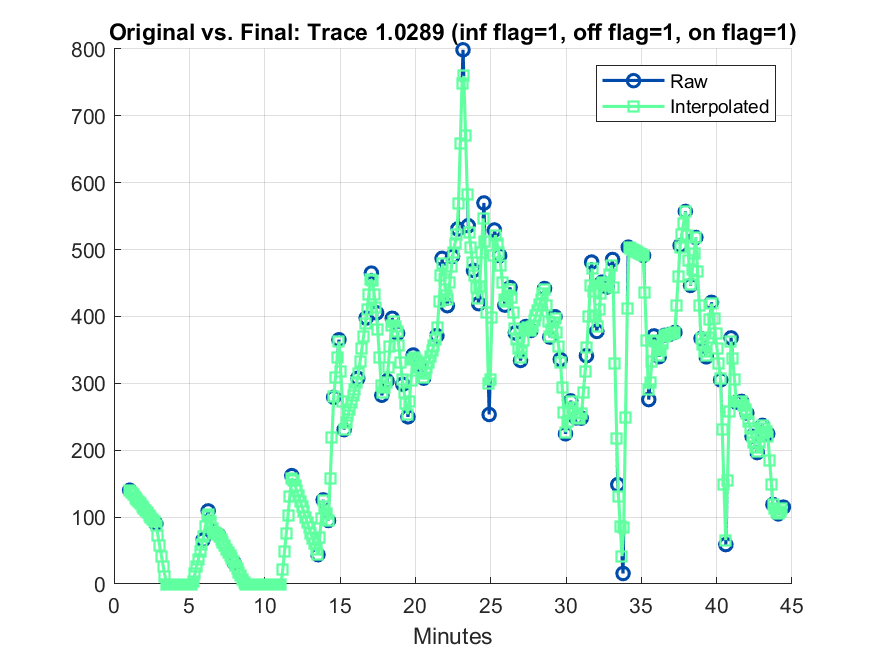 Original vs. Final: Trace 1.0289 (inf flag=1, off flag=1, on flag=1)
800
700
600
500
400
300
200
100
0
Raw
Interpolated
0 5 10 15 20 25 30 35 40 45
Minutes